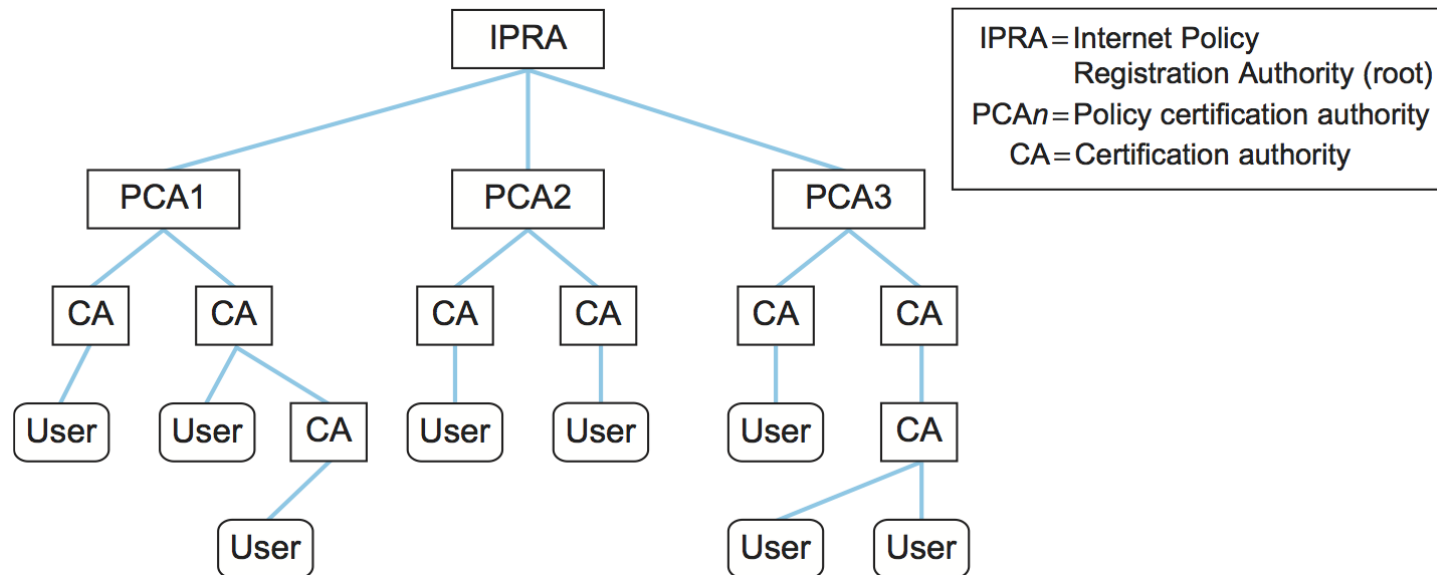 IPRA
IPRA=Internet Policy
Registration Authority (root)
PCAn=Policy certification authority
CA=Certification authority
PCA1
PCA2
PCA3
CA
CA
CA
CA
CA
CA
User
User
CA
User
User
User
CA
User
User
User